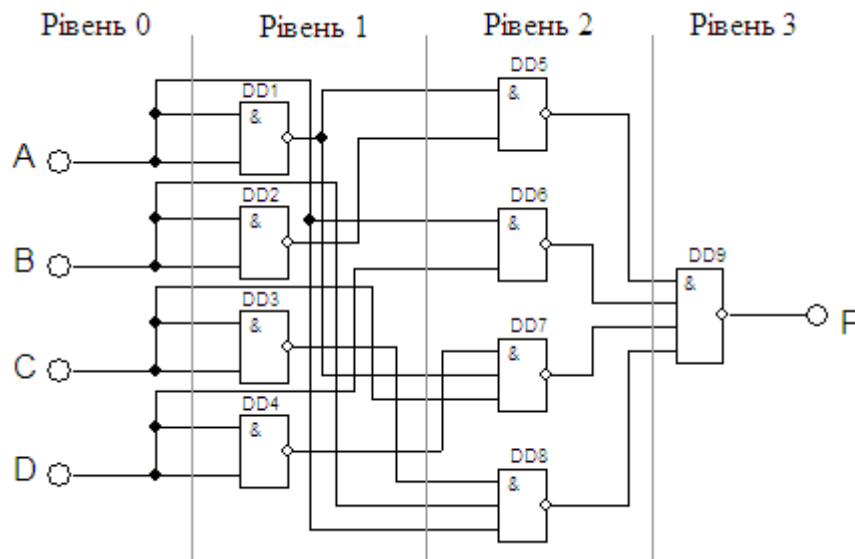 Рівень 0 Рівень 1 Рівень 2 Рівень 3
DD5
&
DD1
&
A
DD2
&
DD6
&
B
DD9
&
DD3
&
F
DD7
&
C
DD4
&
DD8
&
D